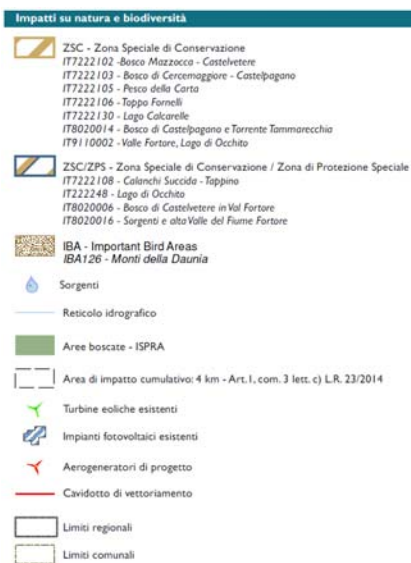 Impatti su natura e biodiversità
ZSC - Zona Speciale di Conservazione
IT7222102 -Bosco Mazzocca - Castelvetere
IT7222103 - Bosco di Cercemaggiore - Castelpagano
IT7222105 - Pesco della Carta
IT7222106 - Toppo Fornelli
IT7222130 - Lago Calcarelle
IT8020014 - Bosco di Castelpagano e Torrente Tammarecchia
IT9110002 - Valle Fortore, Lago di Occhito
ZSC/ZPS - Zona Speciale di Conservazione / Zona di Protezione Speciale
IT7222108 - Calanchi Succida - Tappino
IT222248 - Lago di Occhito
IT8020006 - Bosco di Castelvetere in Val Fortore
IT8020016 - Sorgenti e alta Valle del Fiume Fortore
IBA - Important Bird Areas
IBA126 - Monti della Daunia
Sorgenti
Reticolo idrografico
Aree boscate - ISPRA
Area di impatto cumulativo: 4 km - Art.1, com. 3 lett. c) L.R. 23/2014
Turbine eoliche esistenti
Impianti fotovoltaici esistenti
Aerogeneratori di progetto
Cavidotto di vettoriamento
Limiti regionali
Limiti comunali